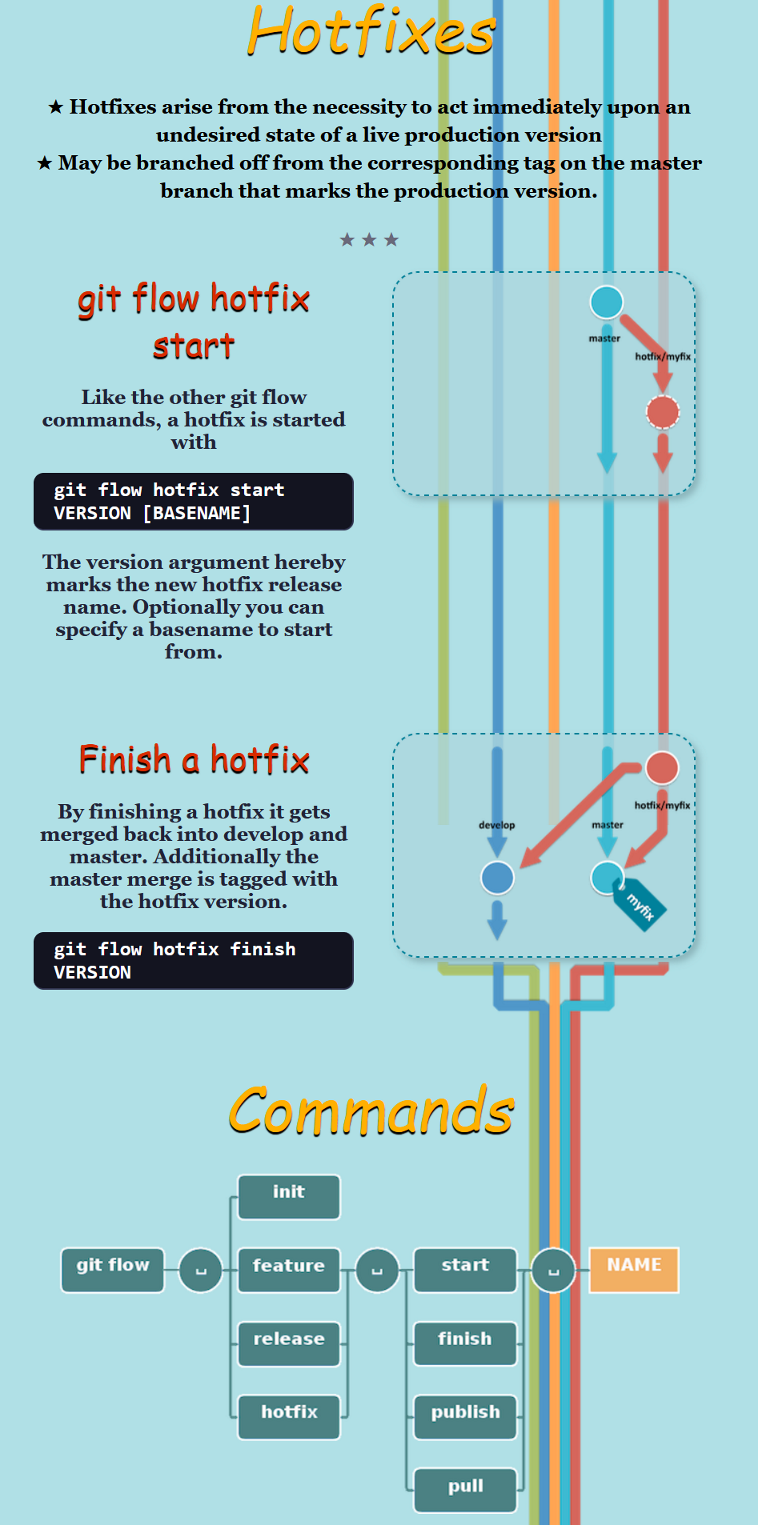 Hotfixes
★ Hotfixes arise from the necessity to act immediately upon an
undesired state of a live production version
★ May be branched off from the corresponding tag on the master
branch that marks the production version.
★ ★ ★
git flow hotfix
start
Like the other git flow
commands, a hotfix is started
with
git flow hotfix start
VERSION [BASENAME]
The version argument hereby
marks the new hotfix release
name. Optionally you can
specify a basename to start
from.
master
hotfix/myfix
Finish a hotfix
By finishing a hotfix it gets
merged back into develop and
master. Additionally the
master merge is tagged with
the hotfix version.
git flow hotfix finish
VERSION
hotfix/myfix
develop
master
myfix
Commands
init
git flow ␣ feature ␣ start ␣ NAME
release
finish
hotfix
publish
pull